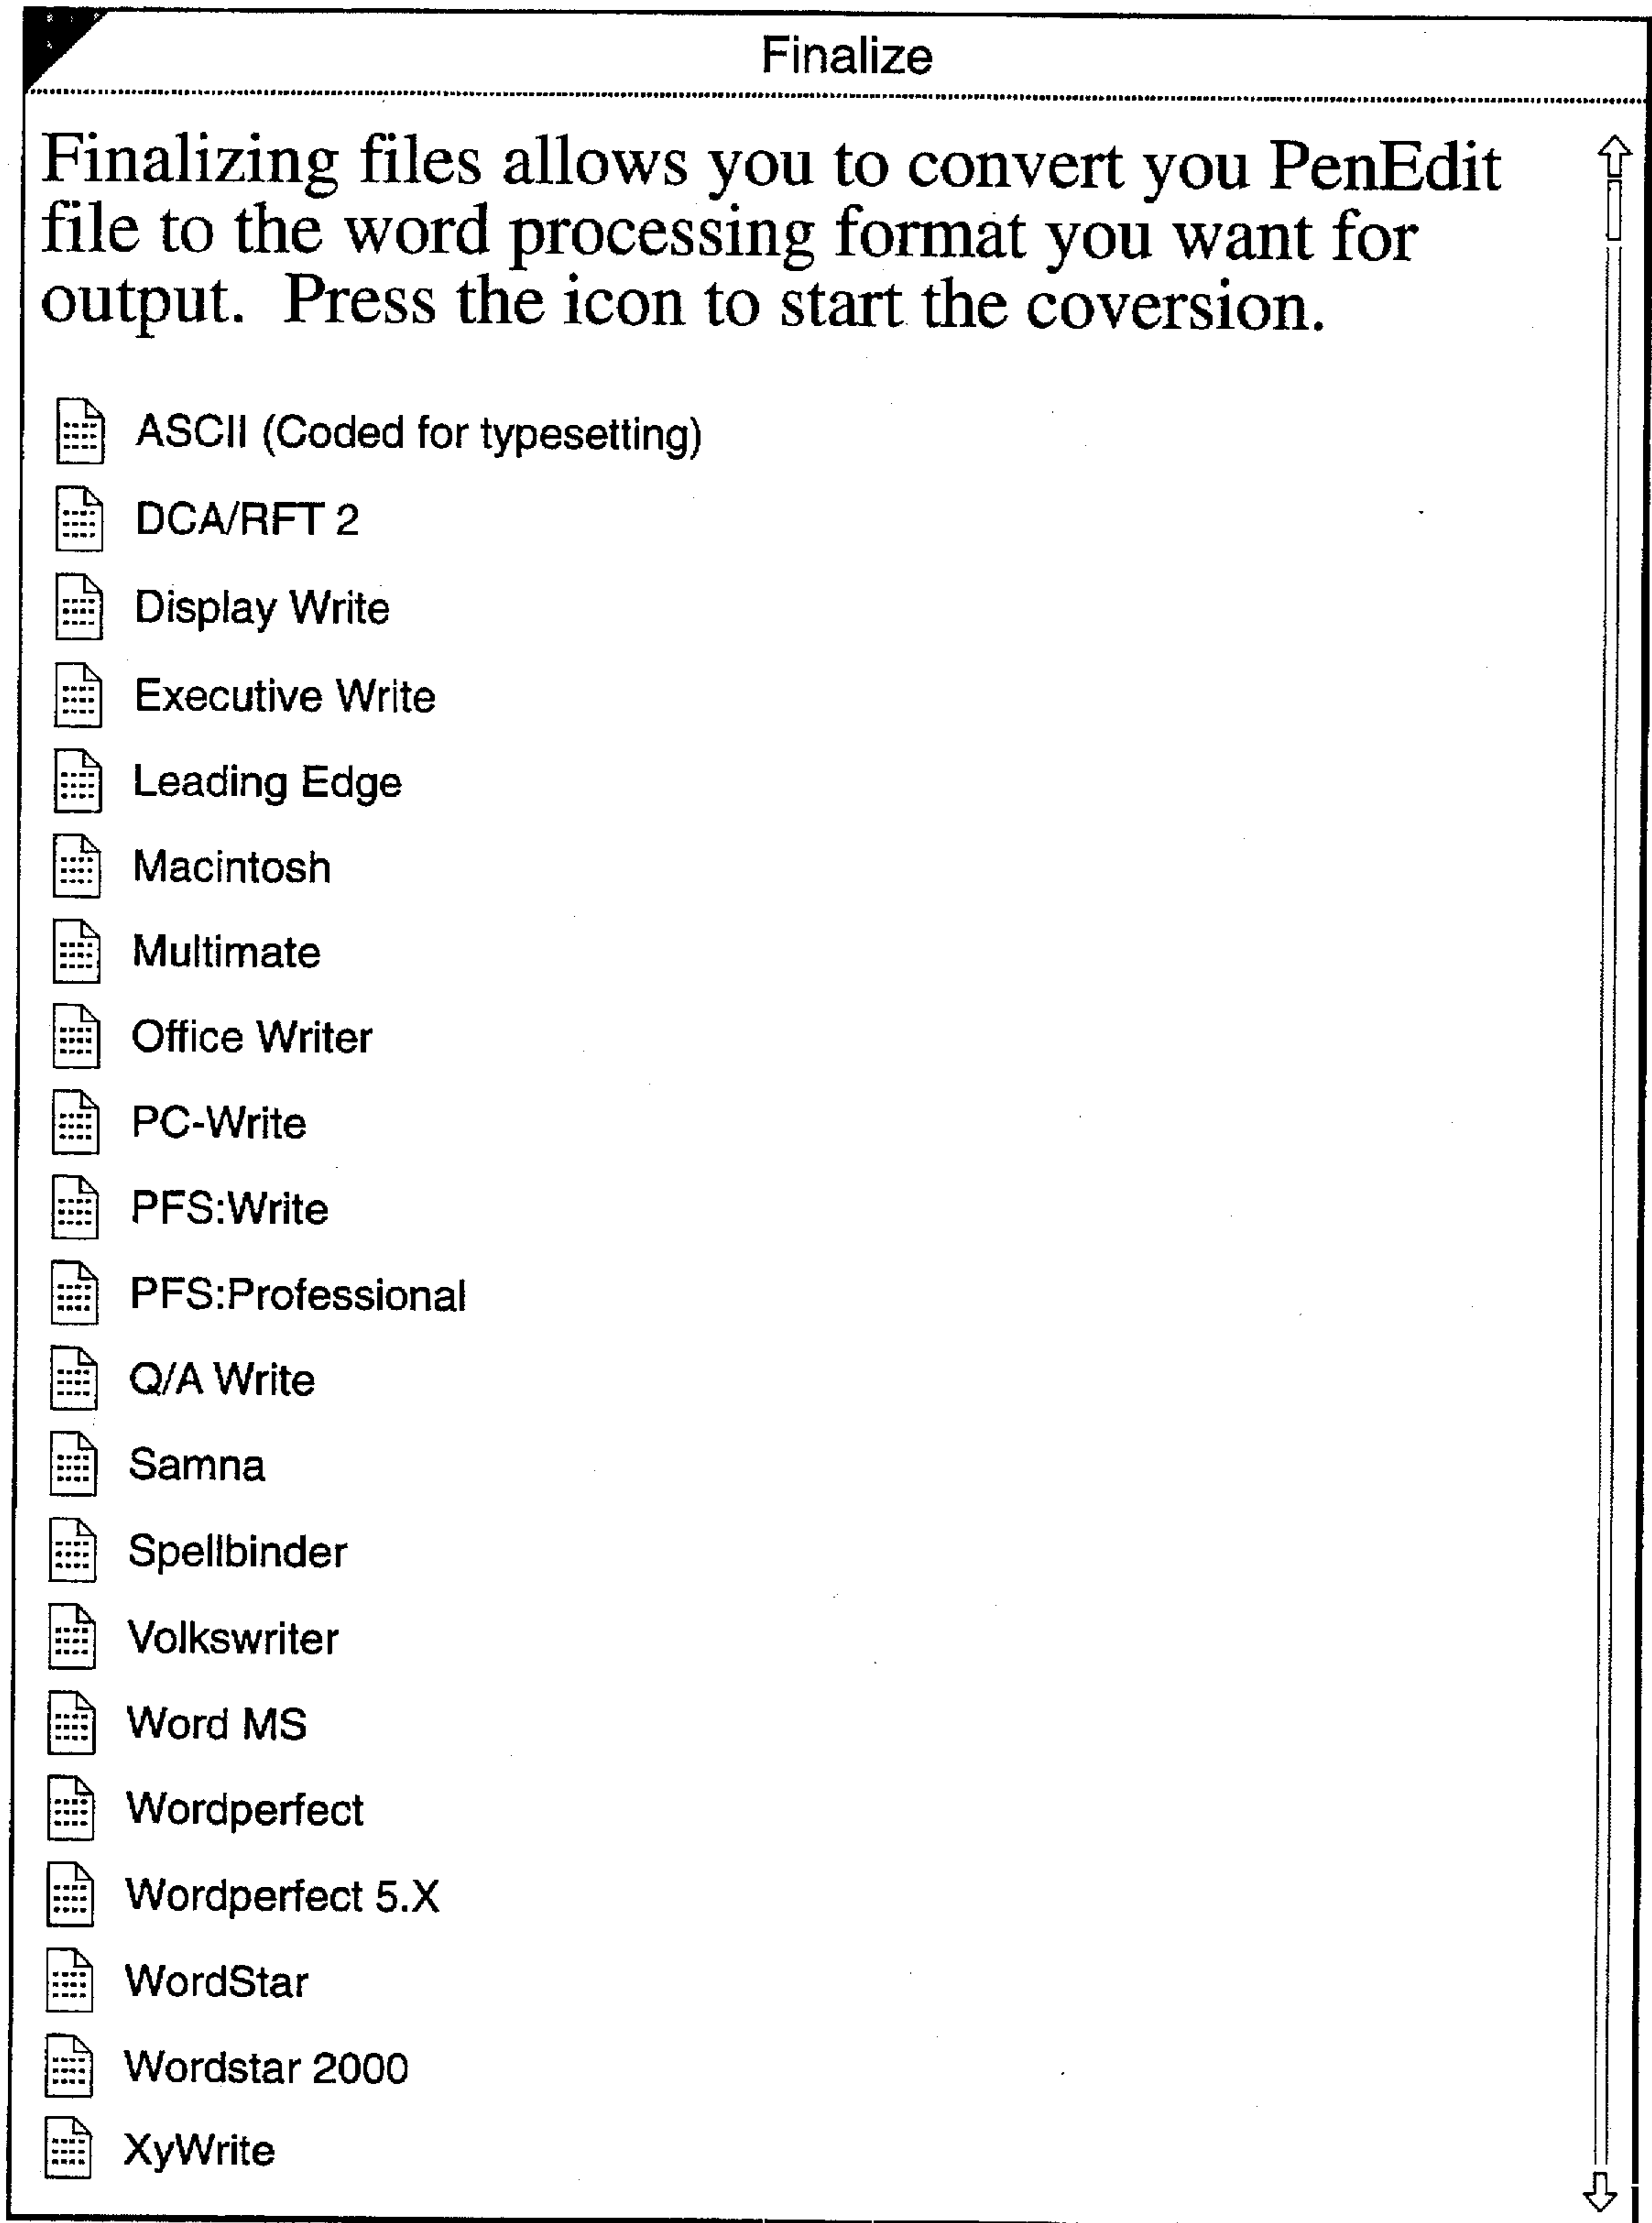 Finalize
Finalizing files allows you to convert you PenEdit
file to the word processing format you want for
output. Press the icon to start the coversion.
ASCII (Coded for typesetting)
DCA/RFT 2
Display Write
Executive Write
Leading Edge
Macintosh
Multimate
Office Writer
PC-Write
PFS:Write
PFS:Professional
Q/A Write
Samna
Spellbinder
Volkswriter
Word MS
Wordperfect
Wordperfect 5.X
WordStar
Wordstar 2000
XyWrite